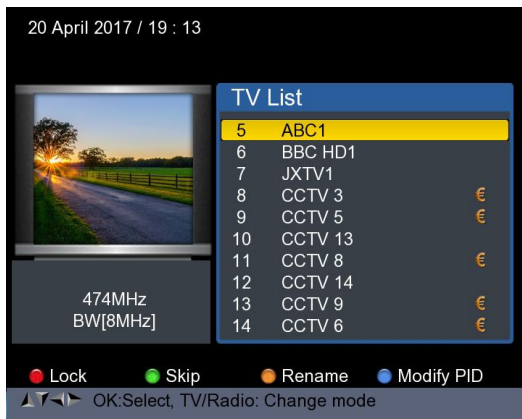 20 April 2017 / 19 : 13
TV List
5 ABC1
6 BBC HD1
7 JXTV1
8 CCTV 3 €
9 CCTV 5 €
10 CCTV 13
11 CCTV 8 €
12 CCTV 14
13 CCTV 9 €
14 CCTV 6 €
474MHz
BW[8MHz]
Lock Skip Rename Modify PID
OK:Select, TV/Radio: Change mode